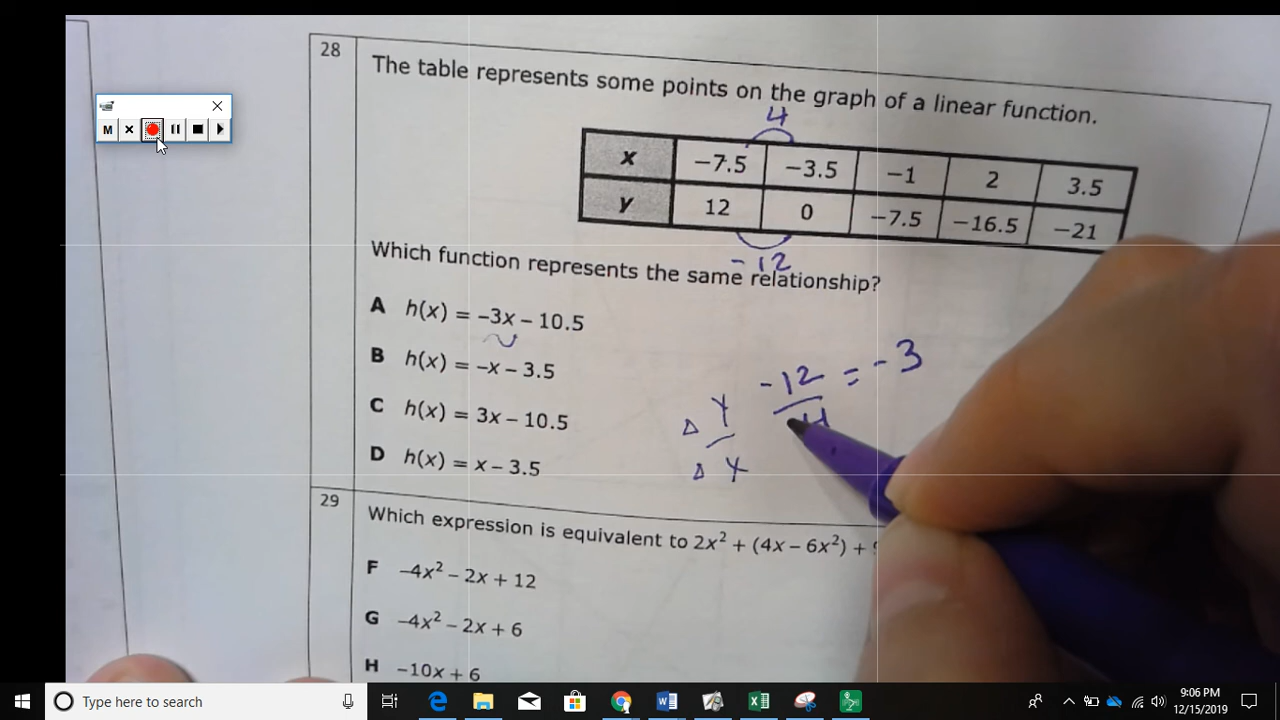 28
The table represents some points on the graph of a linear function.
4
x −7.5 −3.5 −1 2 3.5
y 12 0 −7.5 −16.5 −21
-12
Which function represents the same relationship?
A h(x) = −3x − 10.5
B h(x) = −x − 3.5
C h(x) = 3x − 10.5
D h(x) = x − 3.5
Δ Y
Δ X
-12 = -3
4
29
Which expression is equivalent to 2x² + (4x − 6x²) +
F −4x² − 2x + 12
G −4x² − 2x + 6
H −10x + 6
M
Type here to search
9:06 PM
12/15/2019